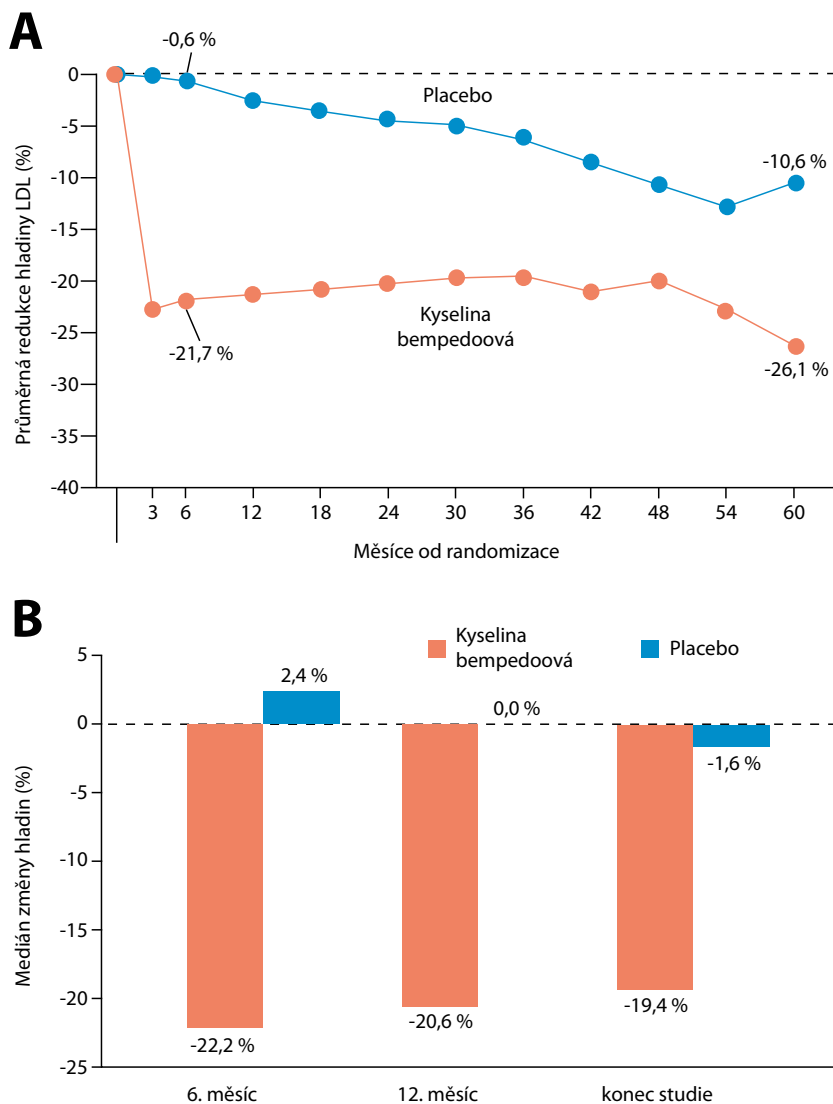 A
-0,6 %
0
Placebo
-5
-10
-10,6 %
-15
-20
-21,7 %
Kyselina
bempedoová
-25
-26,1 %
-30
-35
-40
Průměrná redukce hladiny LDL (%)
3 6 12 18 24 30 36 42 48 54 60
Měsíce od randomizace
B
Kyselina
bempedoová
Placebo
5
2,4 %
0,0 %
0
-1,6 %
-5
-10
-15
-20
-22,2 %
-20,6 %
-19,4 %
-25
Medián změny hladin (%)
6. měsíc 12. měsíc konec studie